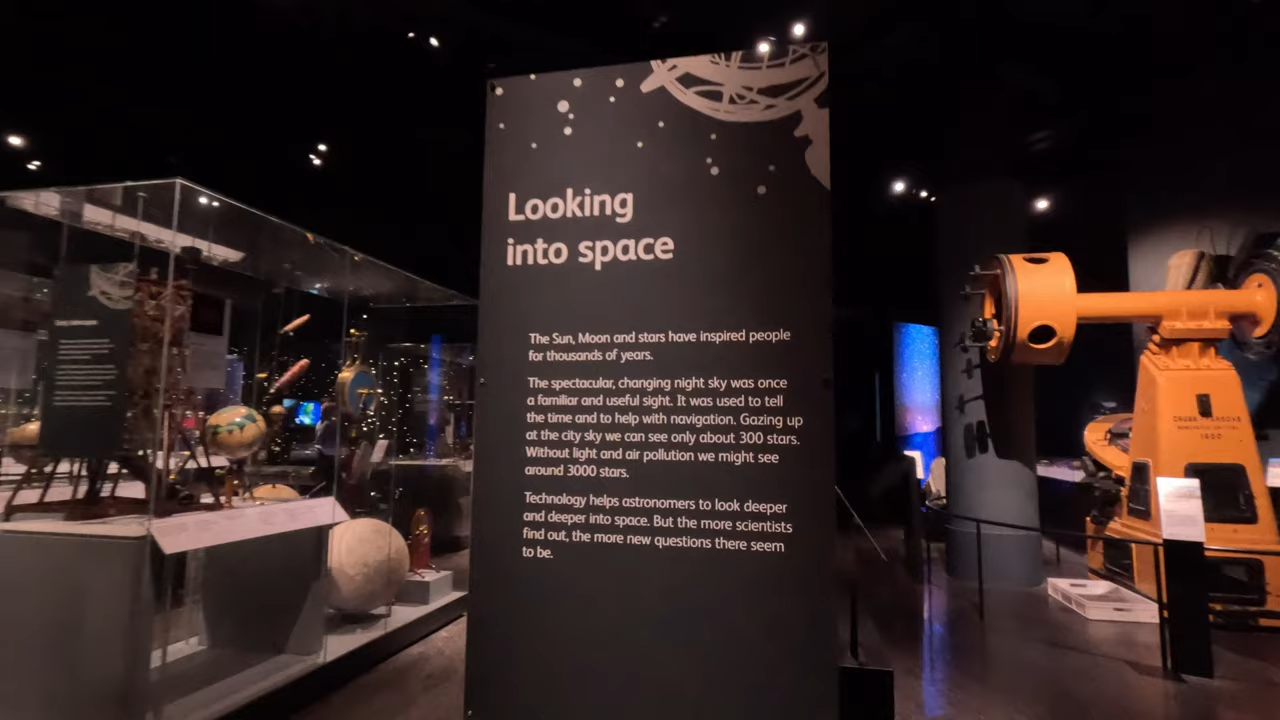 Looking
into space
The Sun, Moon and stars have inspired people
for thousands of years.
The spectacular, changing night sky was once
a familiar and useful sight. It was used to tell
the time and to help with navigation. Gazing up
at the city sky we can see only about 300 stars.
Without light and air pollution we might see
around 3000 stars.
Technology helps astronomers to look deeper
and deeper into space. But the more scientists
find out, the more new questions there seem
to be.